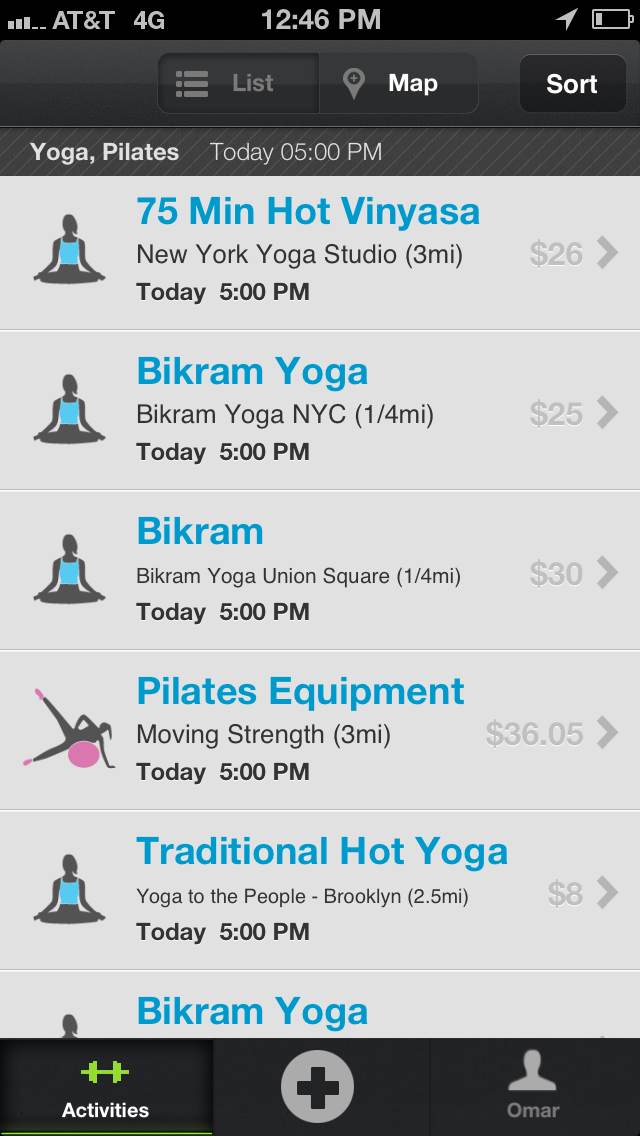 AT&T 4G 12:46 PM
List Map Sort
Yoga, Pilates Today 05:00 PM
75 Min Hot Vinyasa
New York Yoga Studio (3mi) $26
Today 5:00 PM
Bikram Yoga
Bikram Yoga NYC (1/4mi) $25
Today 5:00 PM
Bikram
Bikram Yoga Union Square (1/4mi) $30
Today 5:00 PM
Pilates Equipment
Moving Strength (3mi) $36.05
Today 5:00 PM
Traditional Hot Yoga
Yoga to the People - Brooklyn (2.5mi) $8
Today 5:00 PM
Bikram Yoga
Activities Omar